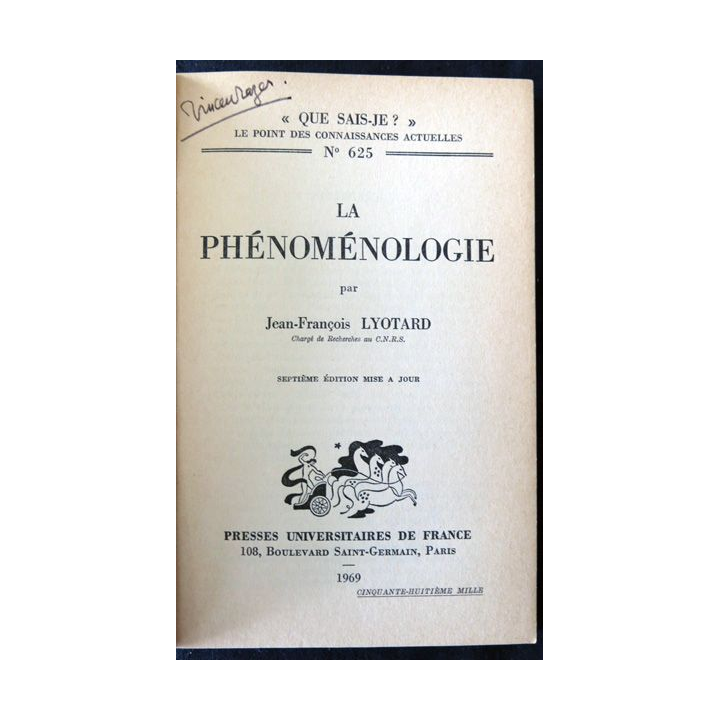 « QUE SAIS-JE ? »
LE POINT DES CONNAISSANCES ACTUELLES
Nº 625
LA
PHÉNOMÉNOLOGIE
par
Jean-François LYOTARD
Chargé de Recherches au C.N.R.S.
SEPTIÈME ÉDITION MISE A JOUR
PRESSES UNIVERSITAIRES DE FRANCE
108, BOULEVARD SAINT-GERMAIN, PARIS
—
1969
CINQUANTE-HUITIÈME MILLE